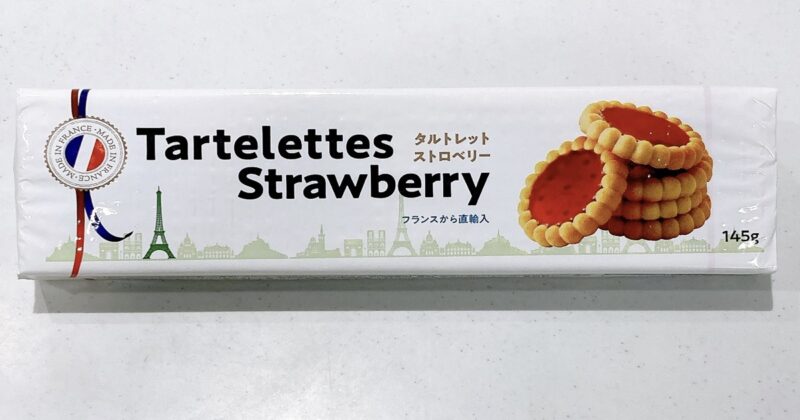 MADE IN FRANCE • MADE IN FRANCE •
Tartelettes
Strawberry
タルトレット
ストロベリー
フランスから直輸入
145g